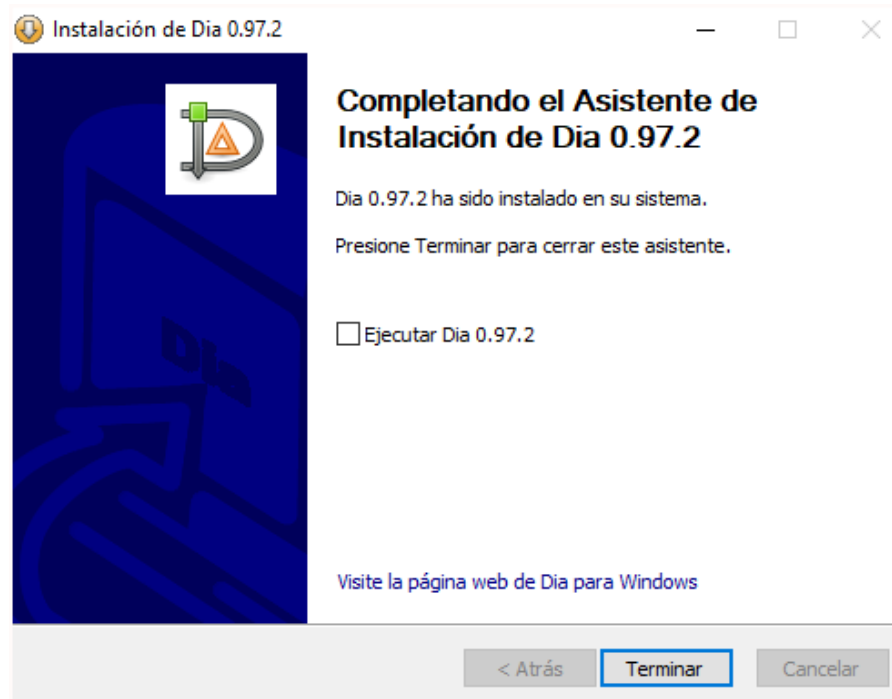 Instalación de Dia 0.97.2
Completando el Asistente de
Instalación de Dia 0.97.2
Dia 0.97.2 ha sido instalado en su sistema.
Presione Terminar para cerrar este asistente.
Ejecutar Dia 0.97.2
Dia
Visite la página web de Dia para Windows
< Atrás Terminar Cancelar